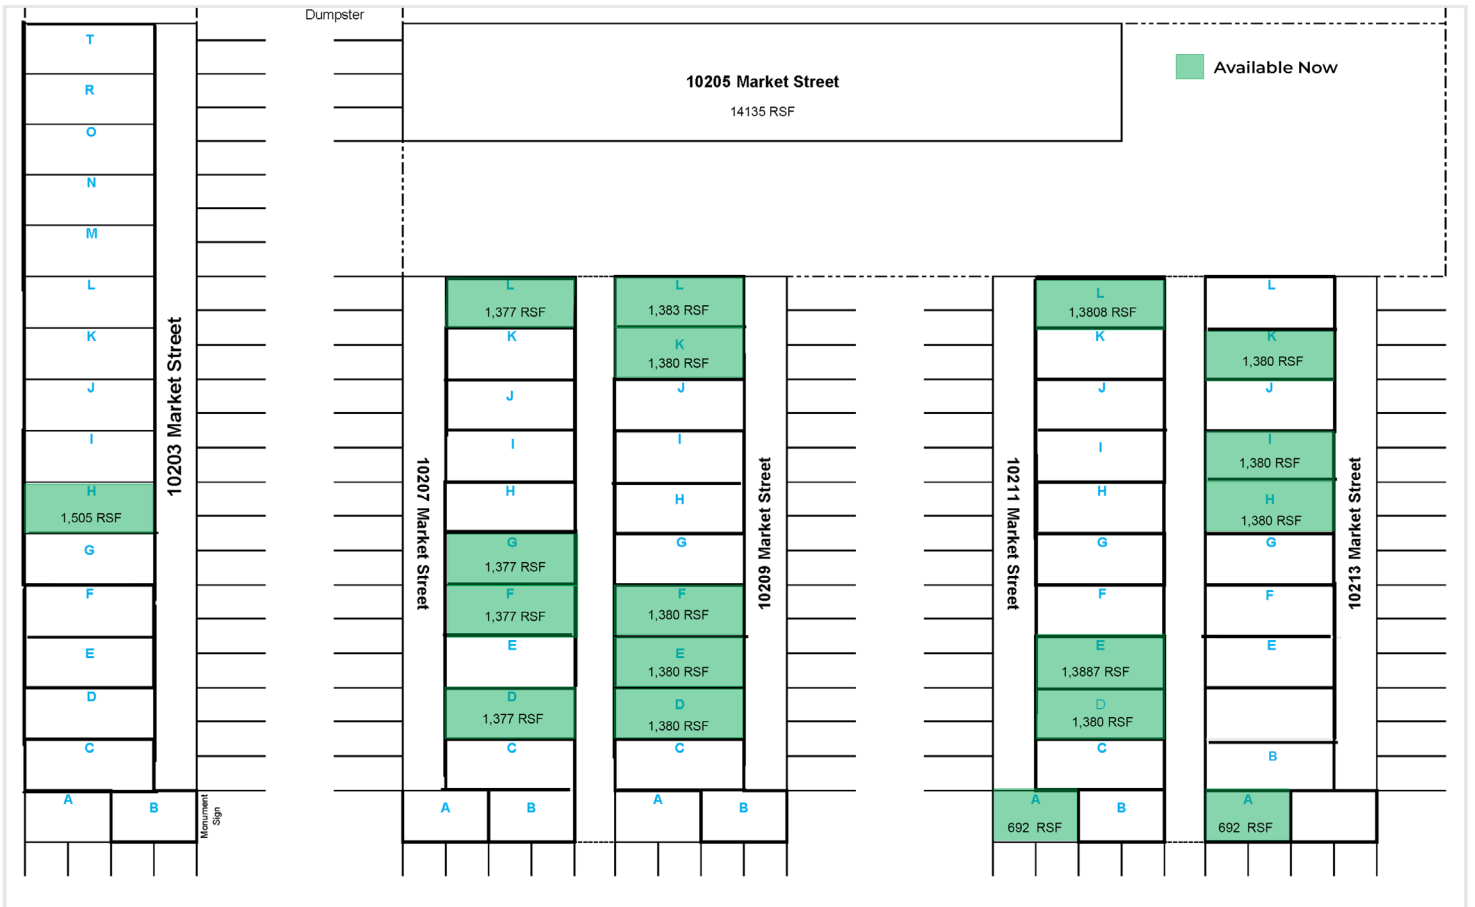 Dumpster
10205 Market Street
14135 RSF
Available Now
T
R
O
N
M
L
K
J
I
H
1,505 RSF
G
F
E
D
C
A
B
10203 Market Street
Monument
Sign
10207 Market Street
L
1,377 RSF
K
J
I
H
G
1,377 RSF
F
1,377 RSF
E
D
1,377 RSF
C
A
B
L
1,383 RSF
K
1,380 RSF
J
I
H
G
F
1,380 RSF
E
1,380 RSF
D
1,380 RSF
C
A
B
10209 Market Street
10211 Market Street
L
1,3808 RSF
K
J
I
H
G
F
E
1,3887 RSF
D
1,380 RSF
C
A
692 RSF
B
L
K
1,380 RSF
J
I
1,380 RSF
H
1,380 RSF
G
F
E
B
A
692 RSF
10213 Market Street